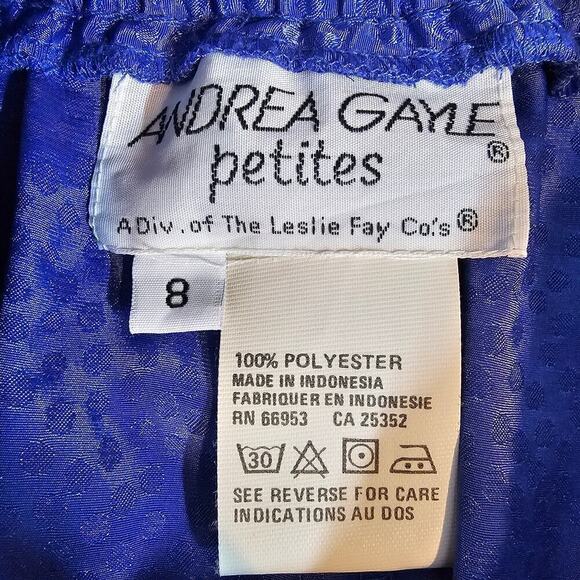 ANDREA GAYLE
petites ®
A Div. of The Leslie Fay Co's ®
8
100% POLYESTER
MADE IN INDONESIA
FABRIQUER EN INDONESIE
RN 66953 CA 25352
30
SEE REVERSE FOR CARE
INDICATIONS AU DOS